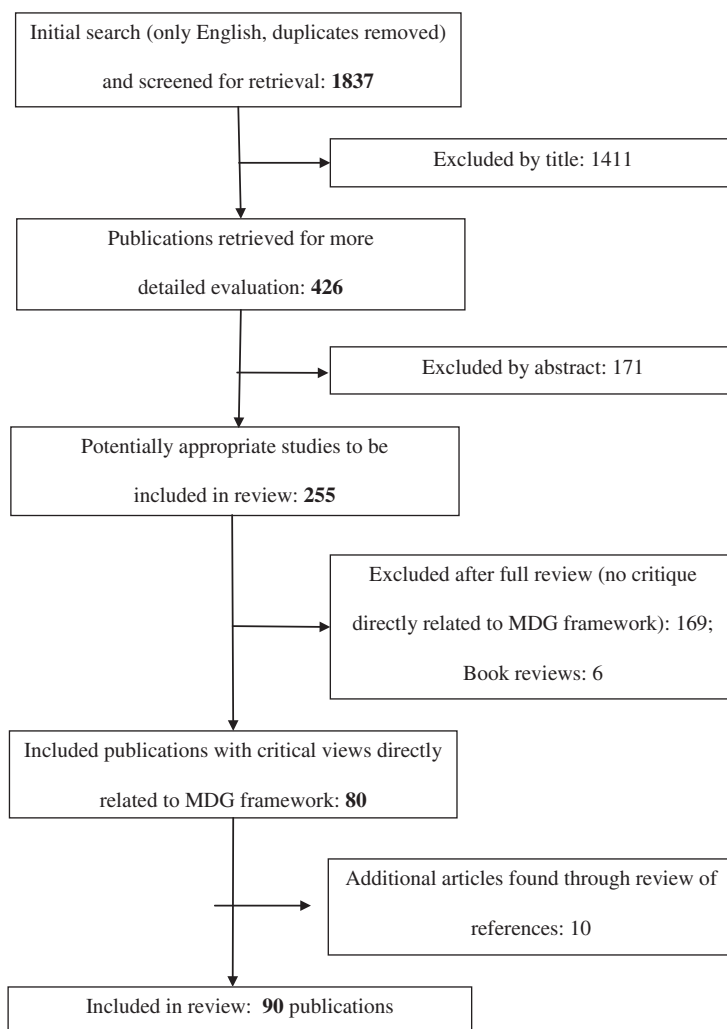 Initial search (only English, duplicates removed)
and screened for retrieval: 1837
Excluded by title: 1411
Publications retrieved for more
detailed evaluation: 426
Excluded by abstract: 171
Potentially appropriate studies to be
included in review: 255
Excluded after full review (no critique
directly related to MDG framework): 169;
Book reviews: 6
Included publications with critical views directly
related to MDG framework: 80
Additional articles found through review of
references: 10
Included in review: 90 publications